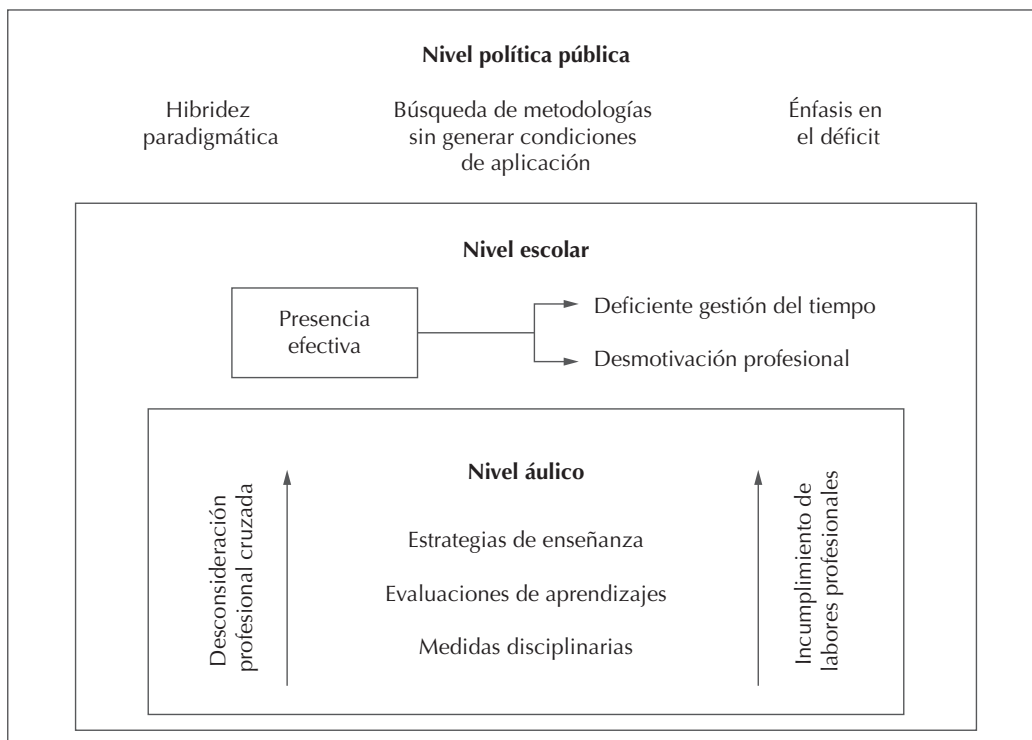 Nivel política pública
Hibridez
paradigmática
Búsqueda de metodologías
sin generar condiciones
de aplicación
Énfasis en
el déficit
Nivel escolar
Presencia
efectiva
Deficiente gestión del tiempo
Desmotivación profesional
Nivel áulico
Desconsideración
profesional cruzada
Estrategias de enseñanza
Evaluaciones de aprendizajes
Medidas disciplinarias
Incumplimiento de
labores profesionales